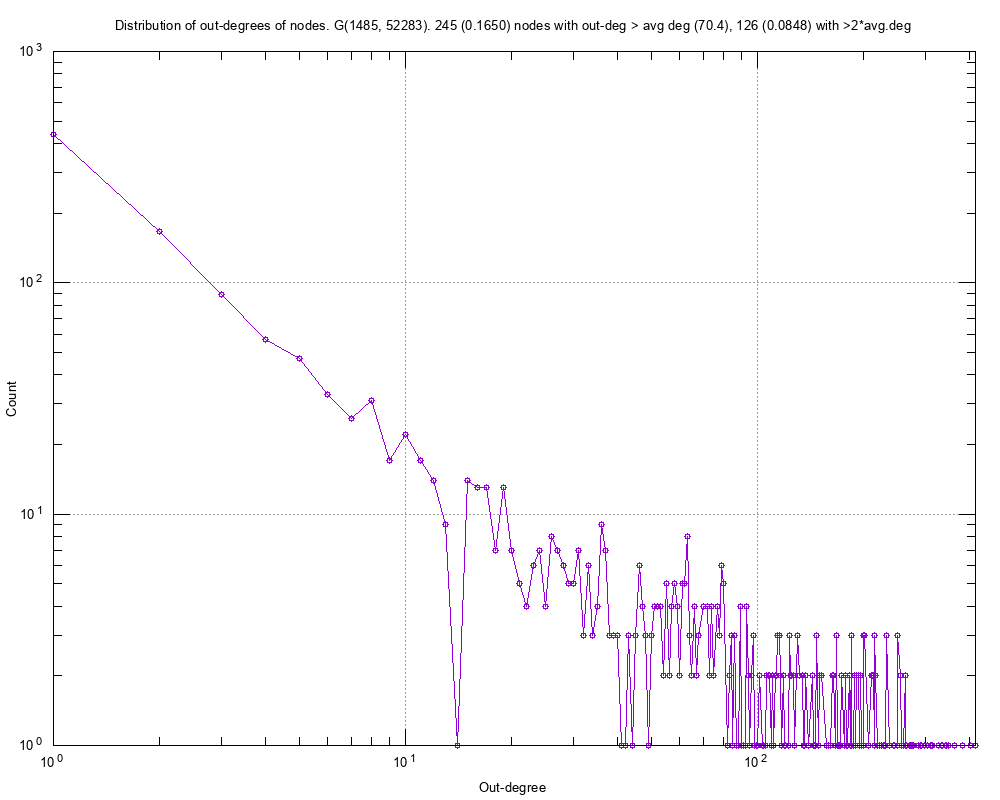 Distribution of out-degrees of nodes. G(1485, 52283). 245 (0.1650) nodes with out-deg > avg deg (70.4), 126 (0.0848) with >2*avg.deg
10^3
10^2
10^1
10^0
Count
10^0 10^1 10^2
Out-degree